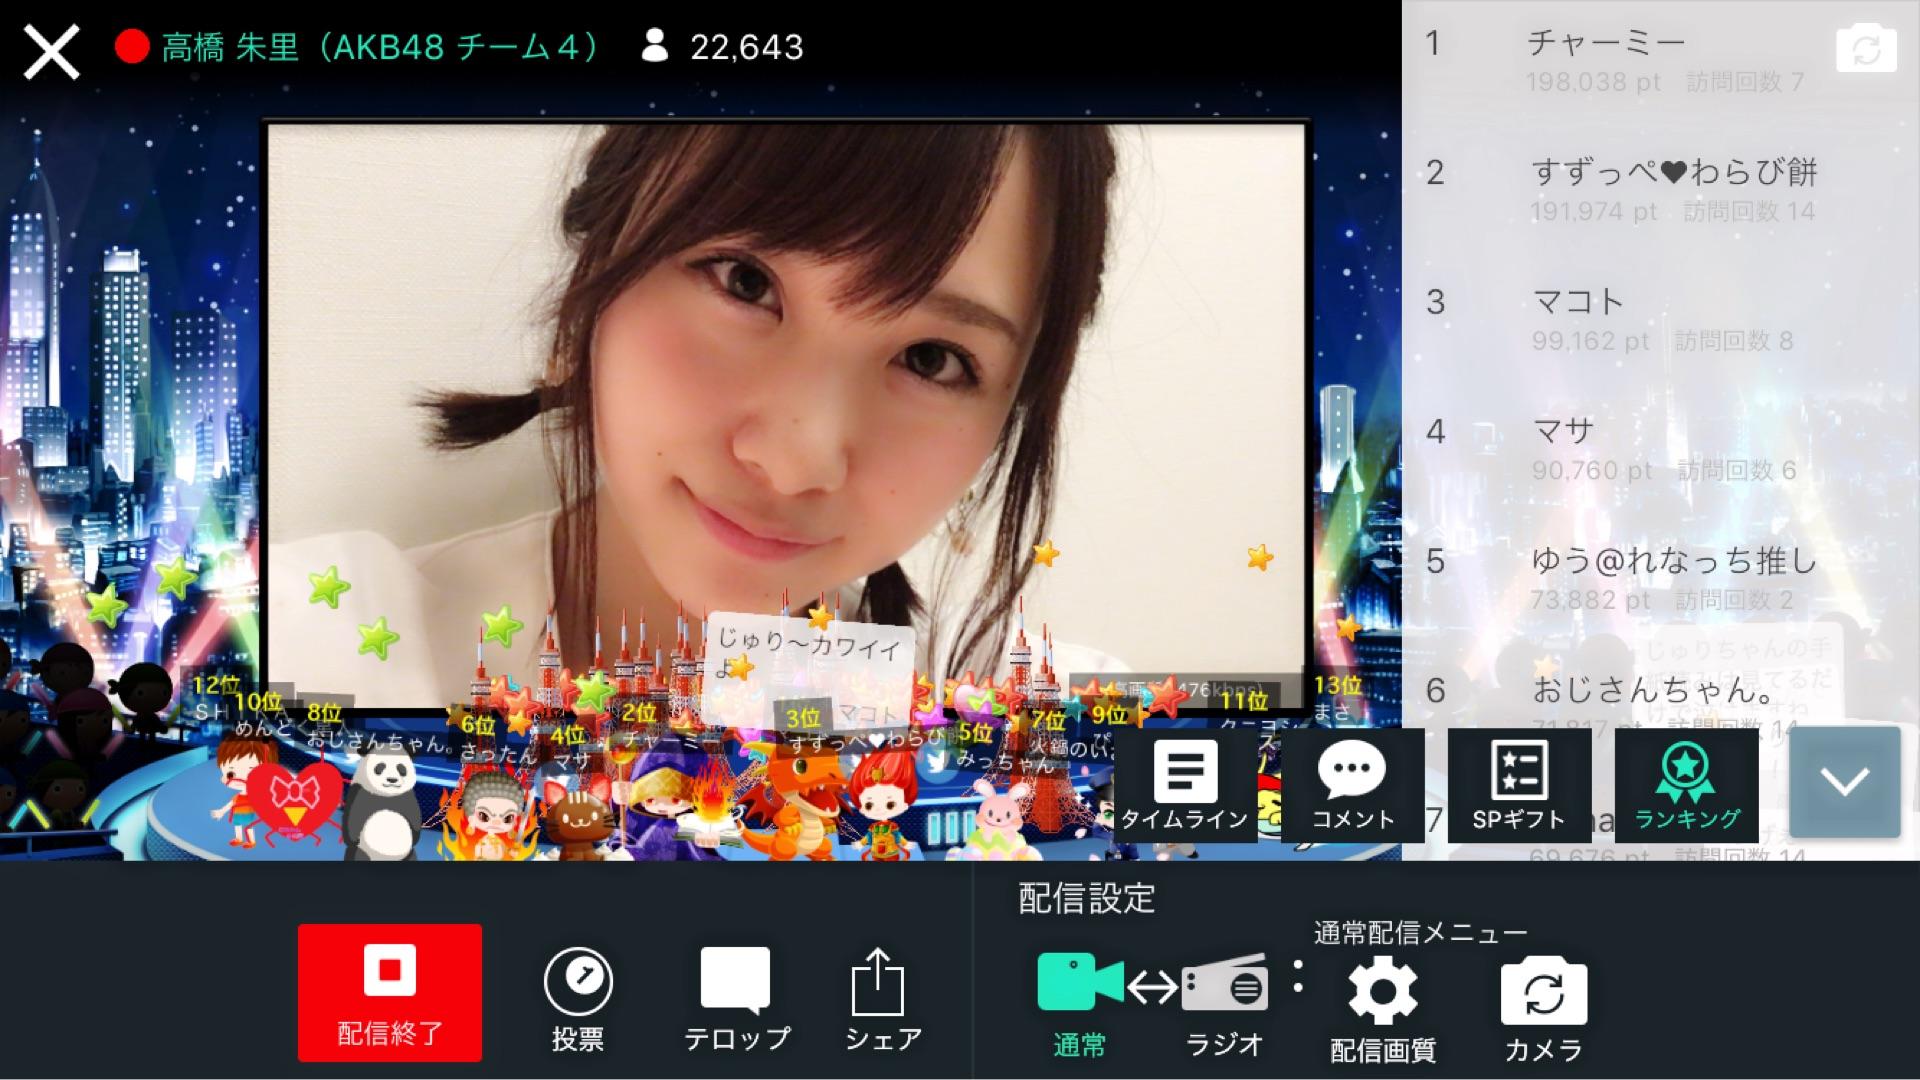 高橋 朱里（AKB48 チーム４） 22,643
1 チャーミー
198,038 pt 訪問回数 7
2 すずっぺ♥わらび餅
191,974 pt 訪問回数 14
3 マコト
99,162 pt 訪問回数 8
4 マサ
90,760 pt 訪問回数 6
5 ゆう@れなっち推し
73,882 pt 訪問回数 2
6 おじさんちゃん。
71,817 pt 訪問回数 14
7
69,676 pt 訪問回数 14
じゅりちゃんの手
じゅり～カワイイ
よ
マコト
12位
10位
めんど
8位
おじさんちゃん。
6位
さったん
4位
マサ
2位
チャーミー
3位
すずっぺ♥わらび
5位
みっちゃん
7位
9位
11位
13位
まさ
タイムライン
コメント
SPギフト
ランキング
配信終了
投票
テロップ
シェア
配信設定
通常配信メニュー
通常
ラジオ
配信画質
カメラ